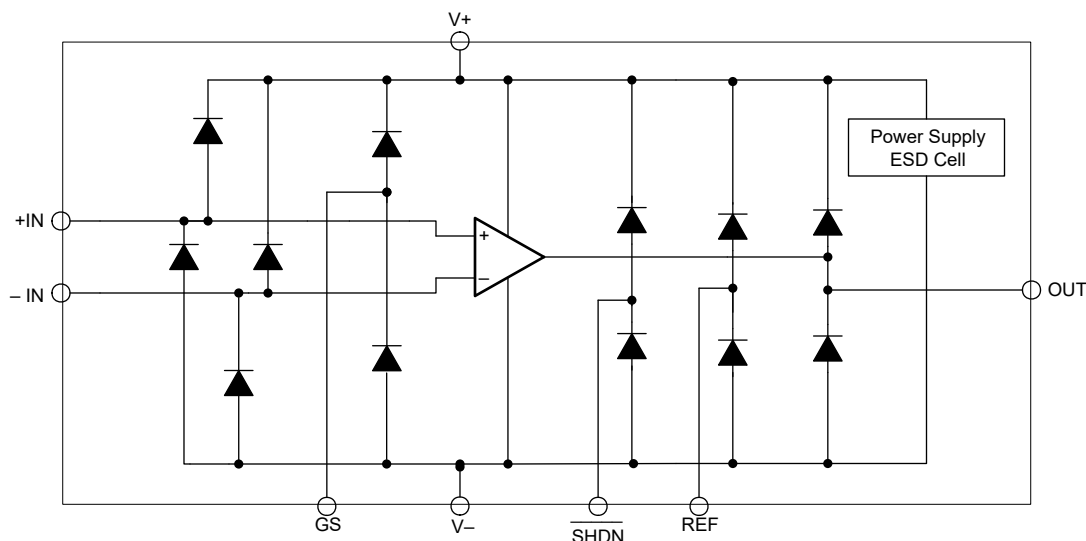 V+
Power Supply
ESD Cell
+IN
+
– IN
–
OUT
GS
V–
SHDN
REF